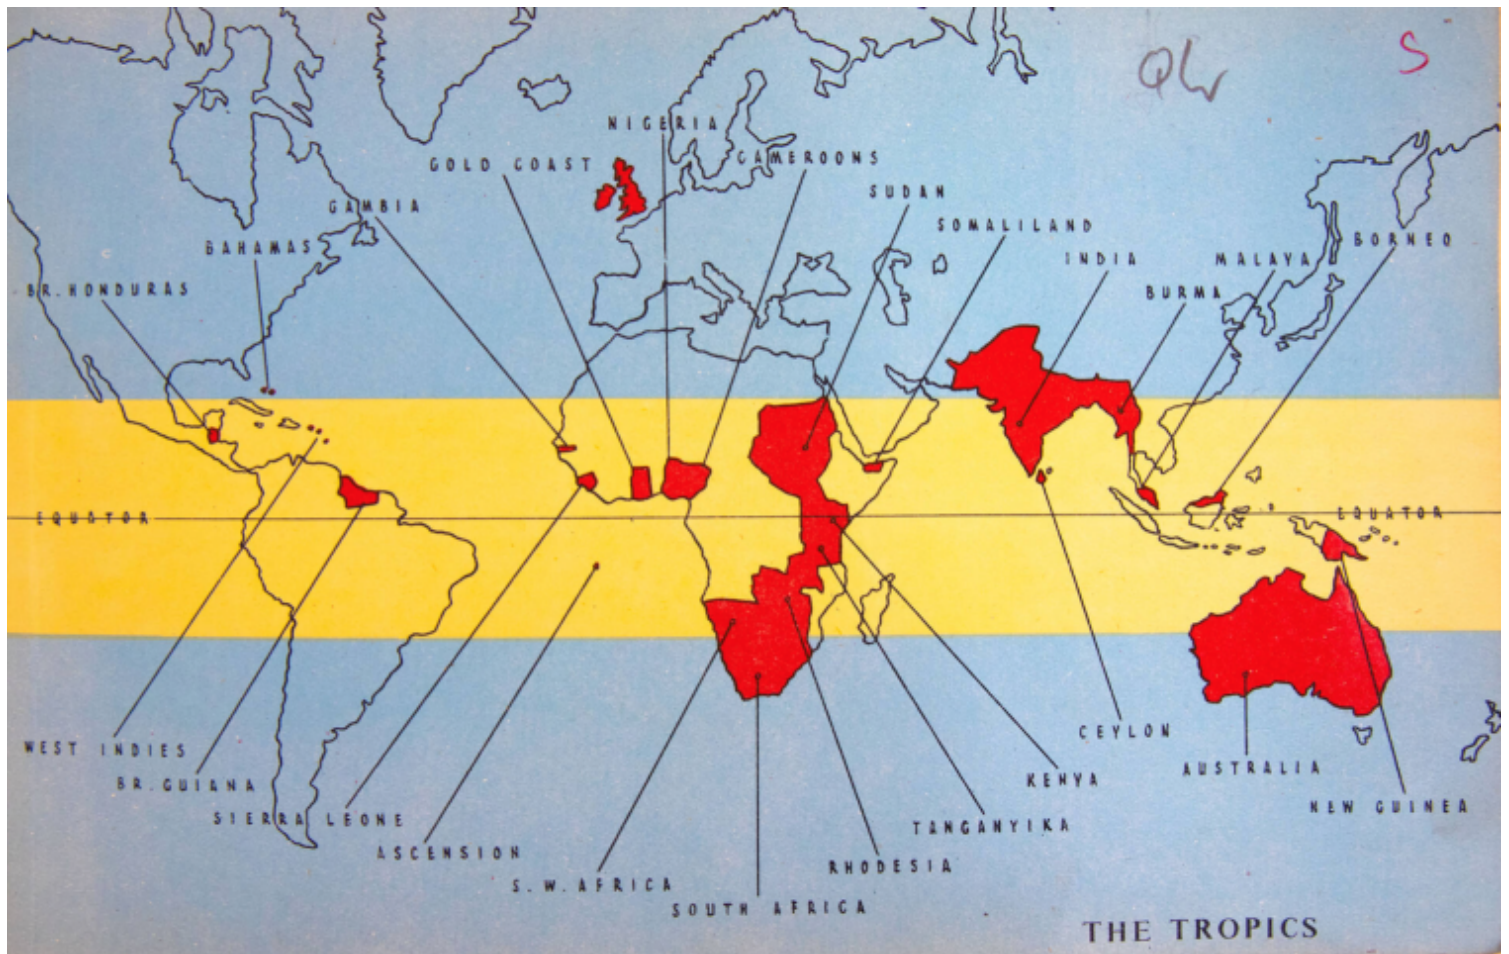 QW
S
NIGERIA
GOLD COAST
CAMEROONS
SUDAN
GAMBIA
SOMALILAND
BAHAMAS
BORNEO
INDIA
MALAYA
BR. HONDURAS
BURMA
EQUATOR
EQUATOR
WEST INDIES
CEYLON
BR. GUIANA
KENYA
AUSTRALIA
SIERRA LEONE
NEW GUINEA
TANGANYIKA
ASCENSION
RHODESIA
S. W. AFRICA
SOUTH AFRICA
THE TROPICS